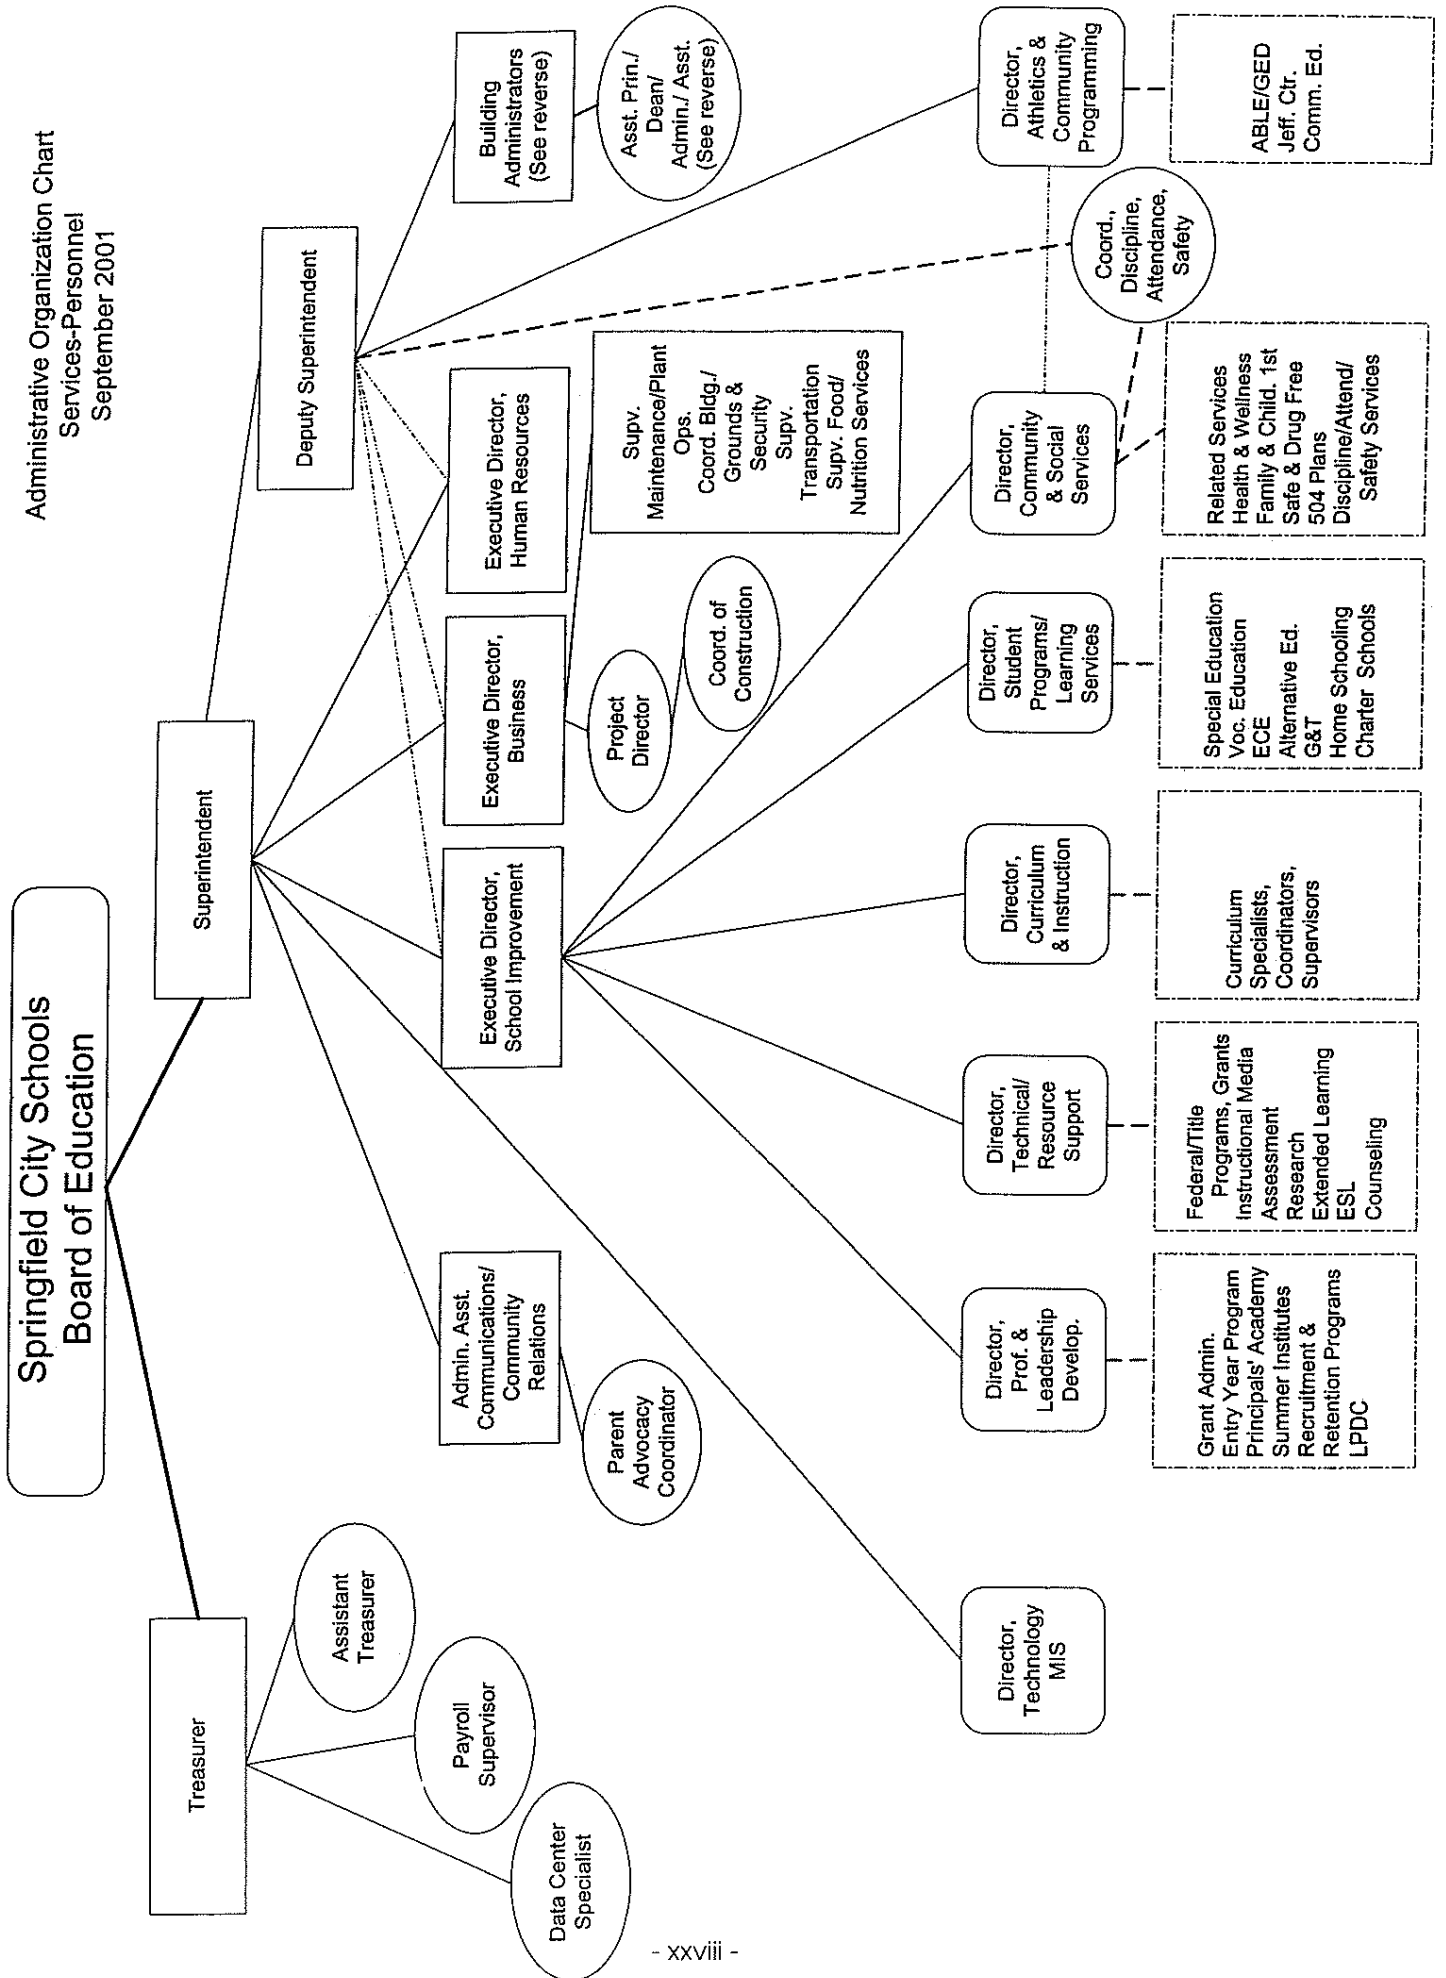 Springfield City Schools
Board of Education
Administrative Organization Chart
Services-Personnel
September 2001
Treasurer
Superintendent
Deputy Superintendent
Assistant
Treasurer
Payroll
Supervisor
Data Center
Specialist
Admin. Asst.
Communications/
Community
Relations
Parent
Advocacy
Coordinator
Executive Director,
School Improvement
Executive Director,
Business
Executive Director,
Human Resources
Building
Administrators
(See reverse)
Asst. Prin./
Dean/
Admin./ Asst.
(See reverse)
Project
Director
Coord. of
Construction
Supv.
Maintenance/Plant
Ops.
Coord. Bldg./
Grounds &
Security
Supv.
Transportation
Supv. Food/
Nutrition Services
Director,
Technology
MIS
Director,
Prof. &
Leadership
Develop.
Director,
Technical/
Resource
Support
Director,
Curriculum
& Instruction
Director,
Student
Programs/
Learning
Services
Director,
Community
& Social
Services
Director,
Athletics &
Community
Programming
Coord.,
Discipline,
Attendance,
Safety
Grant Admin.
Entry Year Program
Principals' Academy
Summer Institutes
Recruitment &
Retention Programs
LPDC
Federal/Title
Programs, Grants
Instructional Media
Assessment
Research
Extended Learning
ESL
Counseling
Curriculum
Specialists,
Coordinators,
Supervisors
Special Education
Voc. Education
ECE
Alternative Ed.
G&T
Home Schooling
Charter Schools
Related Services
Health & Wellness
Family & Child. 1st
Safe & Drug Free
504 Plans
Discipline/Attend/
Safety Services
ABLE/GED
Jeff. Ctr.
Comm. Ed.
- xxviii -